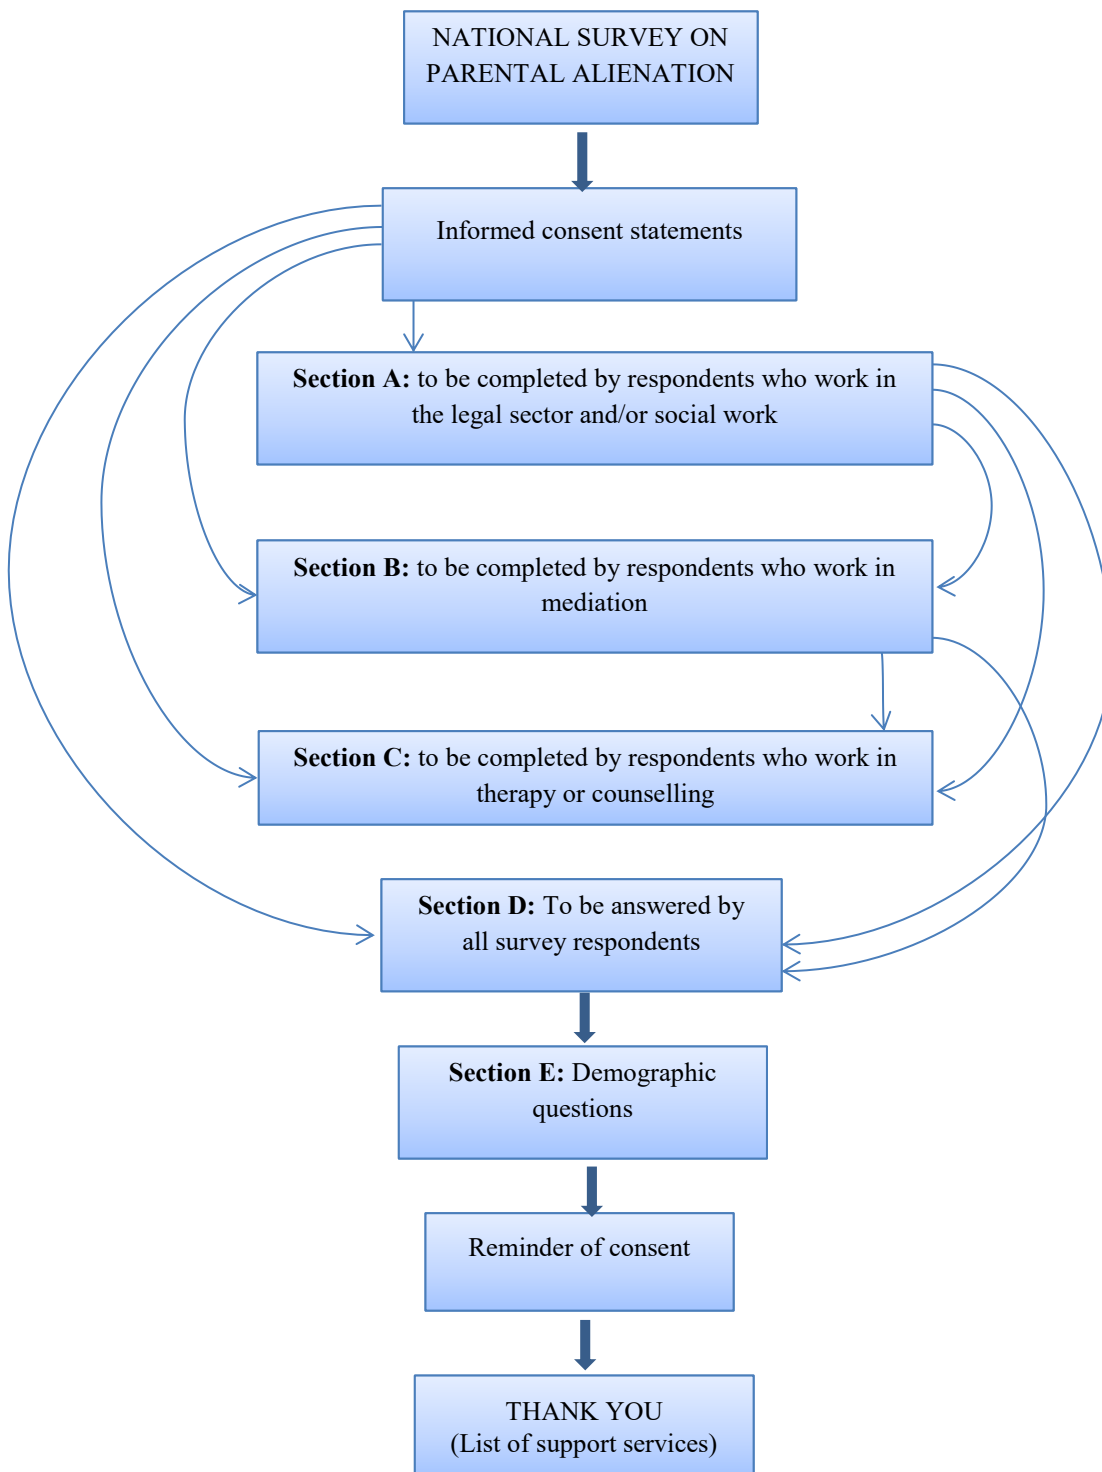 NATIONAL SURVEY ON
PARENTAL ALIENATION
Informed consent statements
Section A: to be completed by respondents who work in
the legal sector and/or social work
Section B: to be completed by respondents who work in
mediation
Section C: to be completed by respondents who work in
therapy or counselling
Section D: To be answered by
all survey respondents
Section E: Demographic
questions
Reminder of consent
THANK YOU
(List of support services)